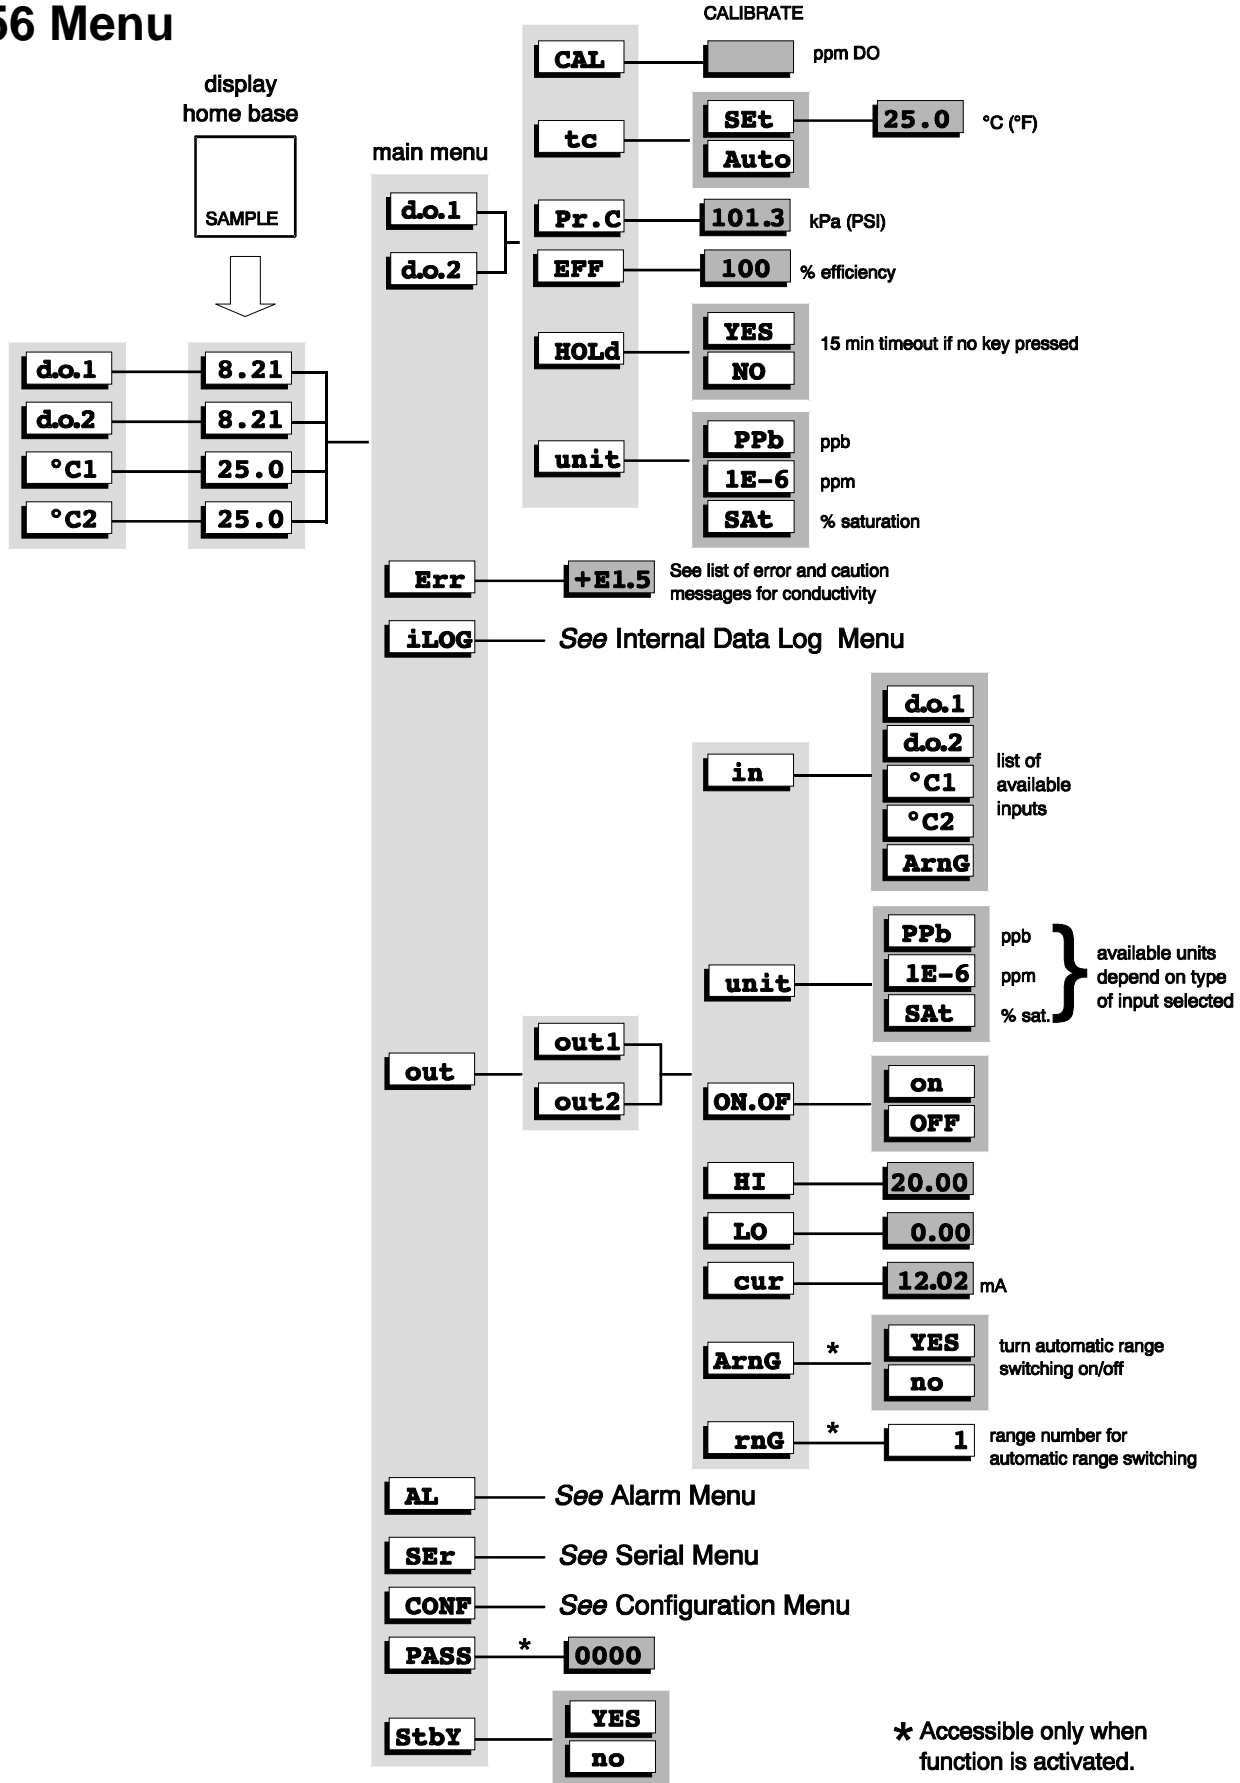 56 Menu
CALIBRATE
display
home base
SAMPLE
d.o.1
8.21
d.o.2
8.21
°C1
25.0
°C2
25.0
main menu
d.o.1
d.o.2
CAL
ppm DO
tc
SEt
25.0
°C (°F)
Auto
Pr.C
101.3
kPa (PSI)
EFF
100
% efficiency
HOLd
YES
NO
15 min timeout if no key pressed
unit
PPb
ppb
1E-6
ppm
SAt
% saturation
Err
+E1.5
See list of error and caution
messages for conductivity
iLOG
See Internal Data Log Menu
out
out1
out2
in
d.o.1
d.o.2
°C1
°C2
ArnG
list of
available
inputs
unit
PPb
ppb
1E-6
ppm
SAt
% sat.
}
available units
depend on type
of input selected
ON.OF
on
OFF
HI
20.00
LO
0.00
cur
12.02
mA
ArnG
*
YES
no
turn automatic range
switching on/off
rnG
*
1
range number for
automatic range switching
AL
See Alarm Menu
SEr
See Serial Menu
CONF
See Configuration Menu
PASS
*
0000
StbY
YES
no
* Accessible only when
function is activated.